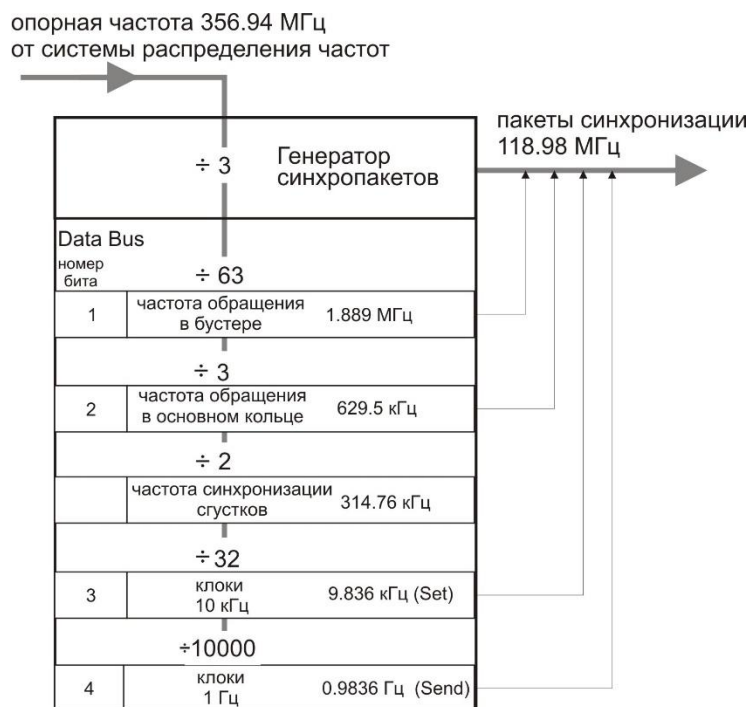 опорная частота 356.94 МГц
от системы распределения частот
пакеты синхронизации
118.98 МГц
÷ 3
Генератор
синхропакетов
Data Bus
номер
бита
÷ 63
1
частота обращения
в бустере
1.889 МГц
÷ 3
2
частота обращения
в основном кольце
629.5 кГц
÷ 2
частота синхронизации
сгустков
314.76 кГц
÷32
3
клоки
10 кГц
9.836 кГц (Set)
÷10000
4
клоки
1 Гц
0.9836 Гц (Send)